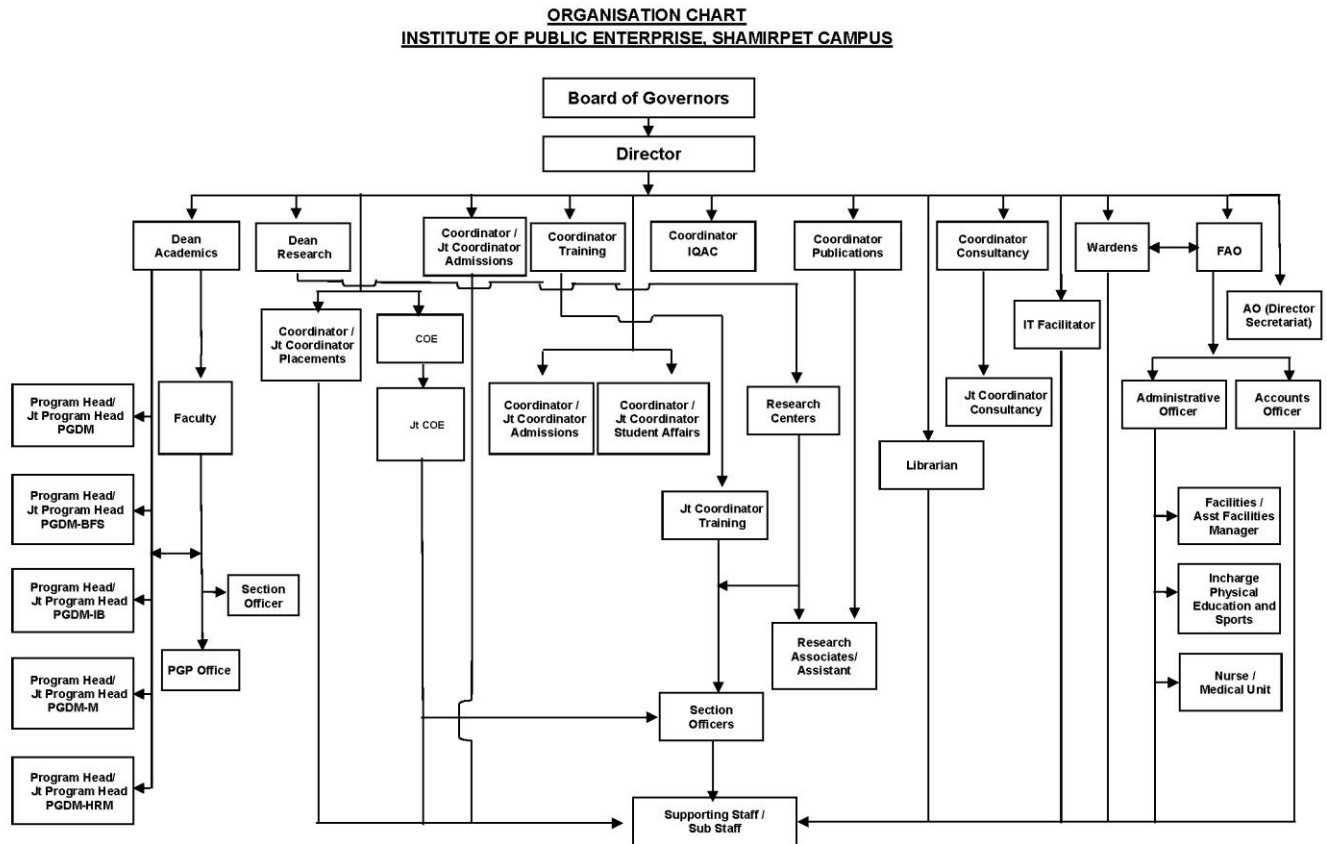 ORGANISATION CHART
INSTITUTE OF PUBLIC ENTERPRISE, SHAMIRPET CAMPUS
Board of Governors
Director
Dean
Academics
Dean
Research
Coordinator /
Jt Coordinator
Admissions
Coordinator
Training
Coordinator
IQAC
Coordinator
Publications
Coordinator
Consultancy
Wardens
FAO
AO (Director
Secretariat)
Coordinator /
Jt Coordinator
Placements
COE
IT Facilitator
Program Head/
Jt Program Head
PGDM
Faculty
Jt COE
Coordinator /
Jt Coordinator
Admissions
Coordinator /
Jt Coordinator
Student Affairs
Research
Centers
Jt Coordinator
Consultancy
Administrative
Officer
Accounts
Officer
Librarian
Program Head/
Jt Program Head
PGDM-BFS
Jt Coordinator
Training
Facilities /
Asst Facilities
Manager
Program Head/
Jt Program Head
PGDM-IB
Section
Officer
Incharge
Physical
Education and
Sports
PGP Office
Research
Associates/
Assistant
Program Head/
Jt Program Head
PGDM-M
Section
Officers
Nurse /
Medical Unit
Program Head/
Jt Program Head
PGDM-HRM
Supporting Staff /
Sub Staff